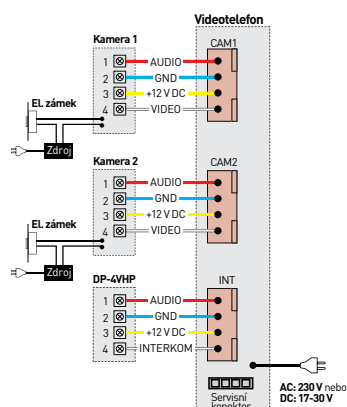 Videotelefon
Kamera 1
CAM1
1 AUDIO
2 GND
3 +12 V DC
4 VIDEO
El. zámek
Zdroj
Kamera 2
CAM2
1 AUDIO
2 GND
3 +12 V DC
4 VIDEO
El. zámek
Zdroj
DP-4VHP
INT
1 AUDIO
2 GND
3 +12 V DC
4 INTERKOM
Servisní
konektor
AC: 230 V nebo
DC: 17-30 V